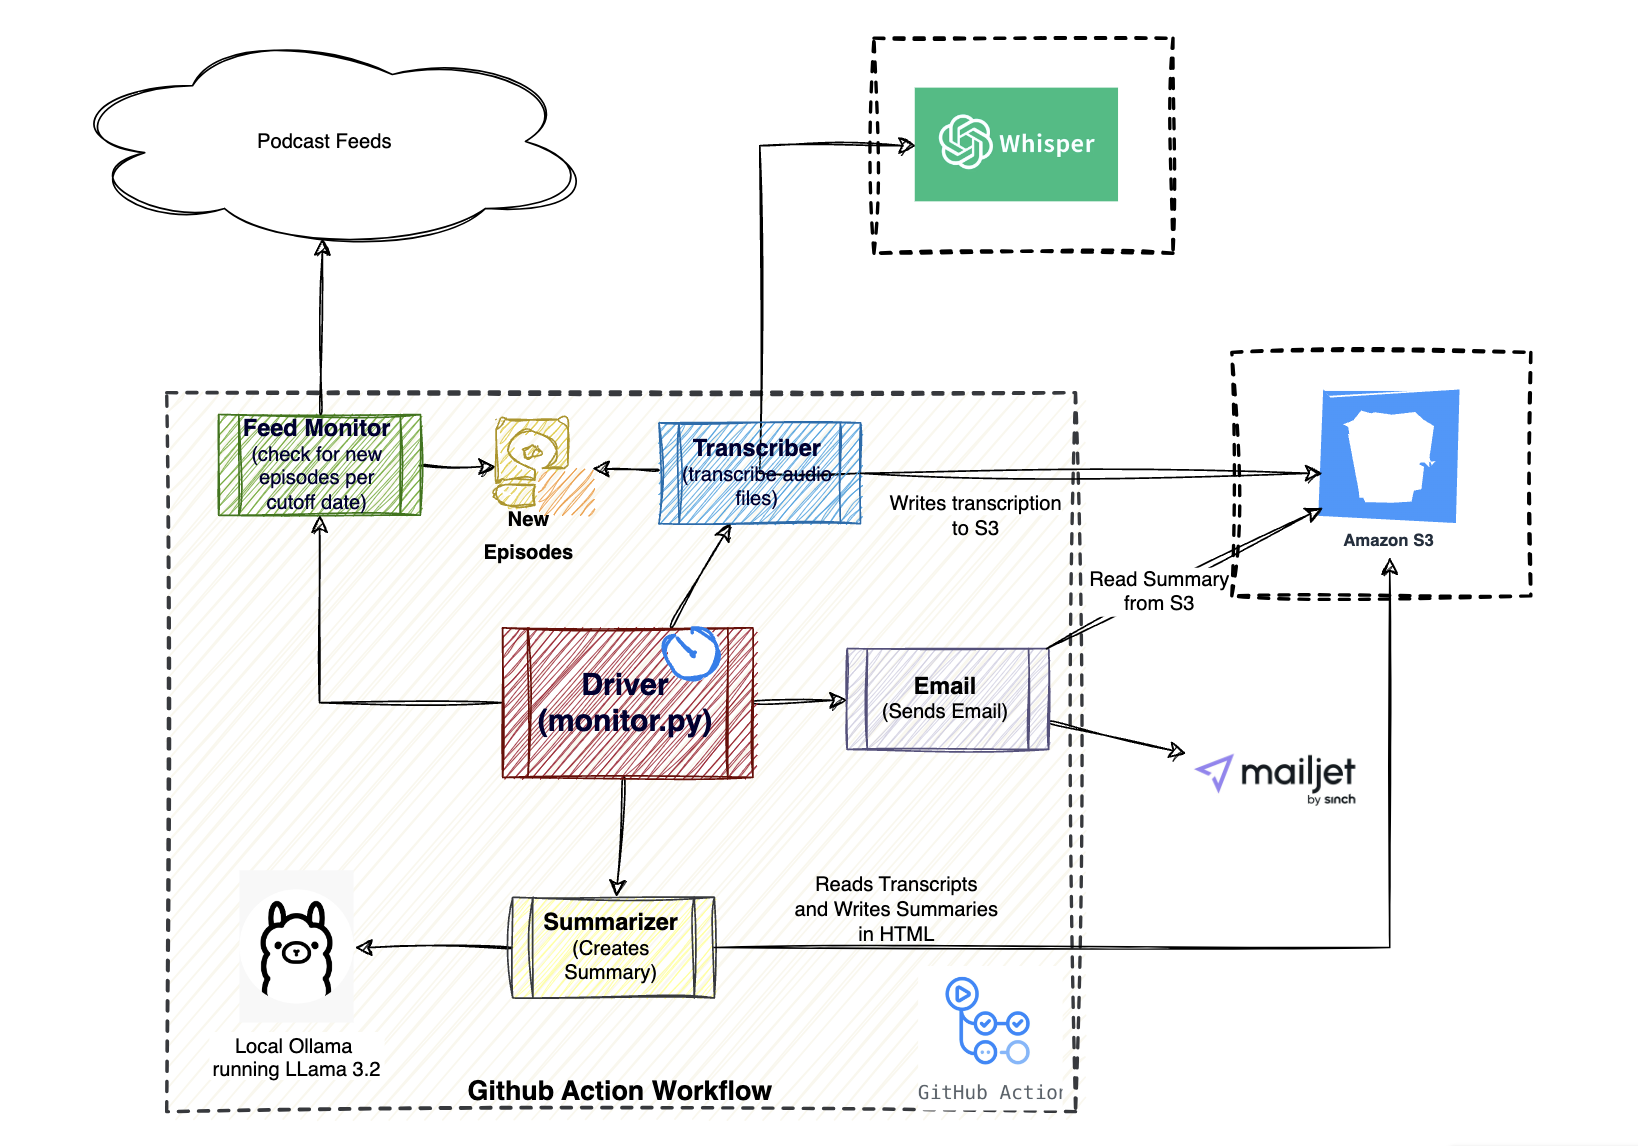 Podcast Feeds
Whisper
Feed Monitor
(check for new
episodes per
cutoff date)
New
Episodes
Transcriber
(transcribe audio
files)
Writes transcription
to S3
Amazon S3
Read Summary
from S3
Driver
(monitor.py)
Email
(Sends Email)
mailjet
by sinch
Summarizer
(Creates
Summary)
Reads Transcripts
and Writes Summaries
in HTML
Local Ollama
running LLama 3.2
Github Action Workflow
GitHub Action